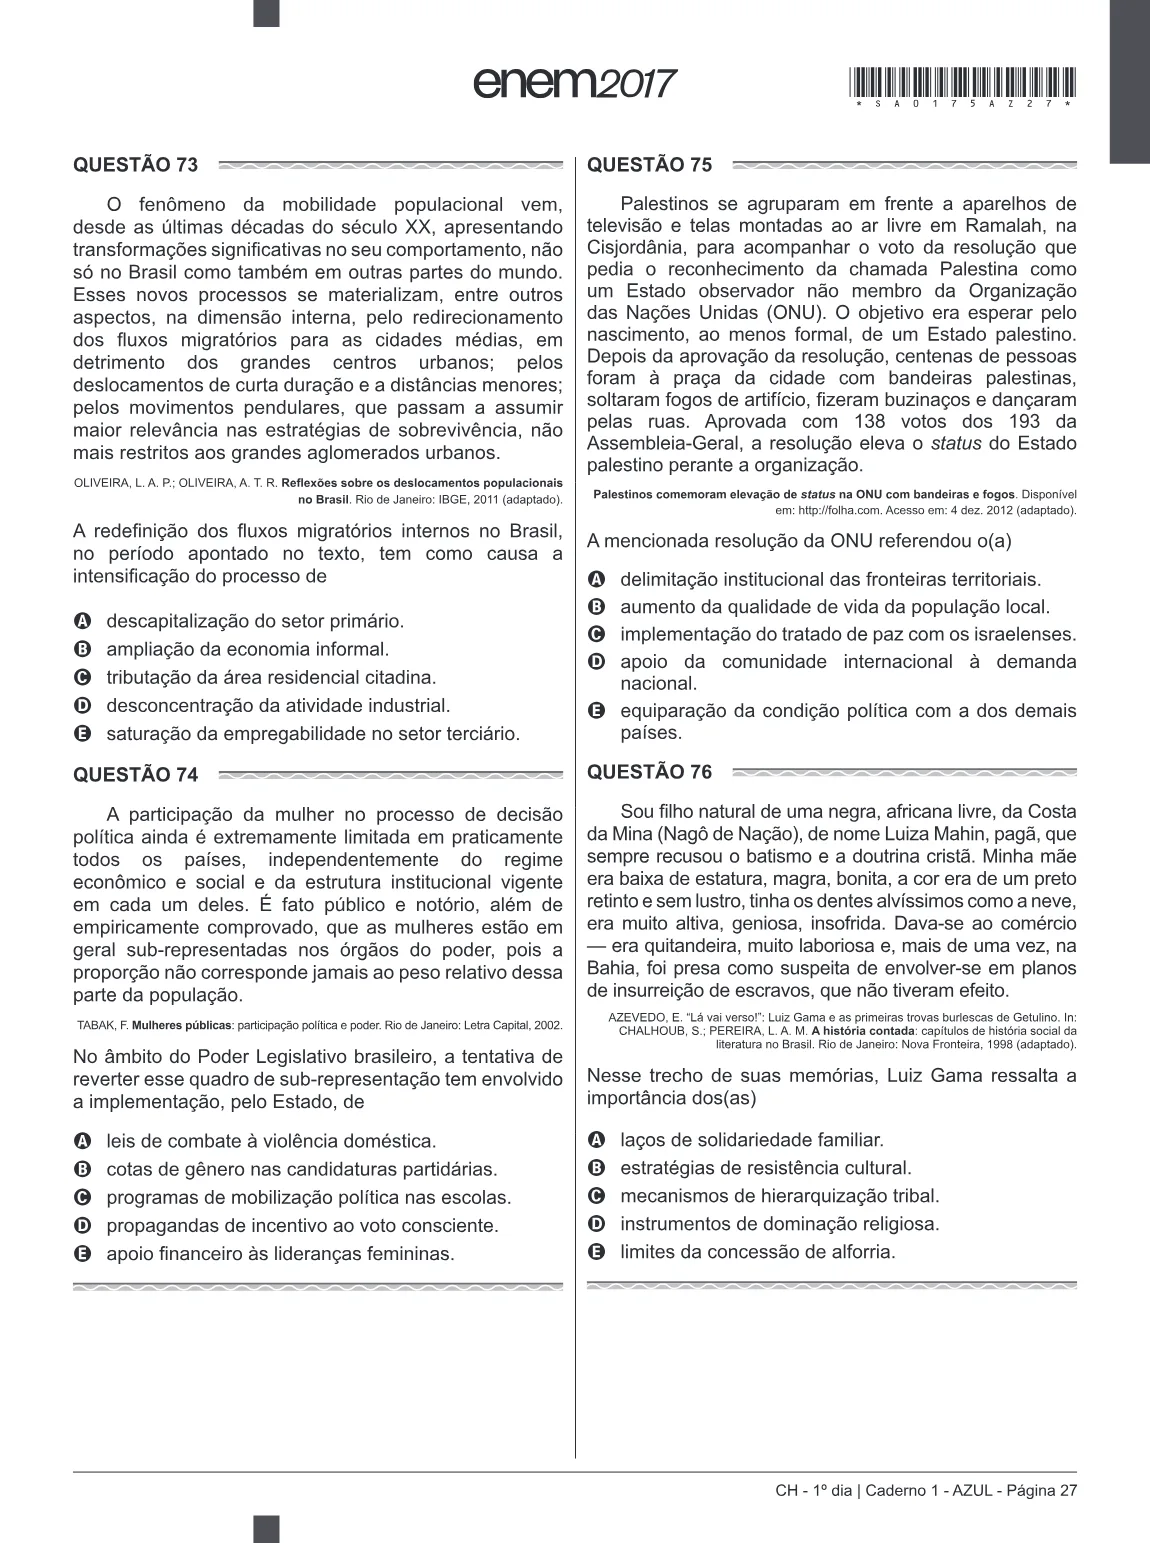 enem2017
*SA0175AZ27*
QUESTÃO 73
O fenômeno da mobilidade populacional vem,
desde as últimas décadas do século XX, apresentando
transformações significativas no seu comportamento, não
só no Brasil como também em outras partes do mundo.
Esses novos processos se materializam, entre outros
aspectos, na dimensão interna, pelo redirecionamento
dos fluxos migratórios para as cidades médias, em
detrimento dos grandes centros urbanos; pelos
deslocamentos de curta duração e a distâncias menores;
pelos movimentos pendulares, que passam a assumir
maior relevância nas estratégias de sobrevivência, não
mais restritos aos grandes aglomerados urbanos.
OLIVEIRA, L. A. P.; OLIVEIRA, A. T. R. Reflexões sobre os deslocamentos populacionais
no Brasil. Rio de Janeiro: IBGE, 2011 (adaptado).
A redefinição dos fluxos migratórios internos no Brasil,
no período apontado no texto, tem como causa a
intensificação do processo de
A descapitalização do setor primário.
B ampliação da economia informal.
C tributação da área residencial citadina.
D desconcentração da atividade industrial.
E saturação da empregabilidade no setor terciário.
QUESTÃO 74
A participação da mulher no processo de decisão
política ainda é extremamente limitada em praticamente
todos os países, independentemente do regime
econômico e social e da estrutura institucional vigente
em cada um deles. É fato público e notório, além de
empiricamente comprovado, que as mulheres estão em
geral sub-representadas nos órgãos do poder, pois a
proporção não corresponde jamais ao peso relativo dessa
parte da população.
TABAK, F. Mulheres públicas: participação política e poder. Rio de Janeiro: Letra Capital, 2002.
No âmbito do Poder Legislativo brasileiro, a tentativa de
reverter esse quadro de sub-representação tem envolvido
a implementação, pelo Estado, de
A leis de combate à violência doméstica.
B cotas de gênero nas candidaturas partidárias.
C programas de mobilização política nas escolas.
D propagandas de incentivo ao voto consciente.
E apoio financeiro às lideranças femininas.
QUESTÃO 75
Palestinos se agruparam em frente a aparelhos de
televisão e telas montadas ao ar livre em Ramalah, na
Cisjordânia, para acompanhar o voto da resolução que
pedia o reconhecimento da chamada Palestina como
um Estado observador não membro da Organização
das Nações Unidas (ONU). O objetivo era esperar pelo
nascimento, ao menos formal, de um Estado palestino.
Depois da aprovação da resolução, centenas de pessoas
foram à praça da cidade com bandeiras palestinas,
soltaram fogos de artifício, fizeram buzinaços e dançaram
pelas ruas. Aprovada com 138 votos dos 193 da
Assembleia-Geral, a resolução eleva o status do Estado
palestino perante a organização.
Palestinos comemoram elevação de status na ONU com bandeiras e fogos. Disponível
em: http://folha.com. Acesso em: 4 dez. 2012 (adaptado).
A mencionada resolução da ONU referendou o(a)
A delimitação institucional das fronteiras territoriais.
B aumento da qualidade de vida da população local.
C implementação do tratado de paz com os israelenses.
D apoio da comunidade internacional à demanda
nacional.
E equiparação da condição política com a dos demais
países.
QUESTÃO 76
Sou filho natural de uma negra, africana livre, da Costa
da Mina (Nagô de Nação), de nome Luiza Mahin, pagã, que
sempre recusou o batismo e a doutrina cristã. Minha mãe
era baixa de estatura, magra, bonita, a cor era de um preto
retinto e sem lustro, tinha os dentes alvíssimos como a neve,
era muito altiva, geniosa, insofrida. Dava-se ao comércio
— era quitandeira, muito laboriosa e, mais de uma vez, na
Bahia, foi presa como suspeita de envolver-se em planos
de insurreição de escravos, que não tiveram efeito.
AZEVEDO, E. “Lá vai verso!”: Luiz Gama e as primeiras trovas burlescas de Getulino. In:
CHALHOUB, S.; PEREIRA, L. A. M. A história contada: capítulos de história social da
literatura no Brasil. Rio de Janeiro: Nova Fronteira, 1998 (adaptado).
Nesse trecho de suas memórias, Luiz Gama ressalta a
importância dos(as)
A laços de solidariedade familiar.
B estratégias de resistência cultural.
C mecanismos de hierarquização tribal.
D instrumentos de dominação religiosa.
E limites da concessão de alforria.
CH - 1º dia | Caderno 1 - AZUL - Página 27